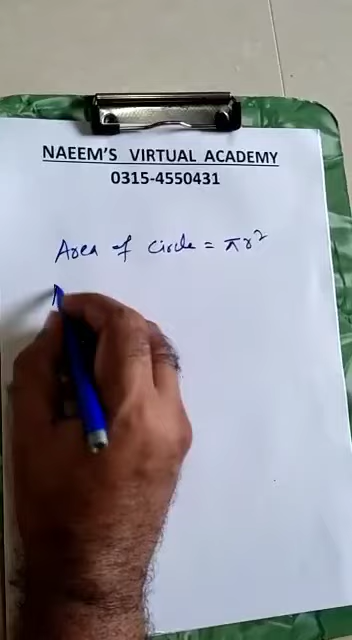 NAEEM'S VIRTUAL ACADEMY
0315-4550431
Area of circle = πr²